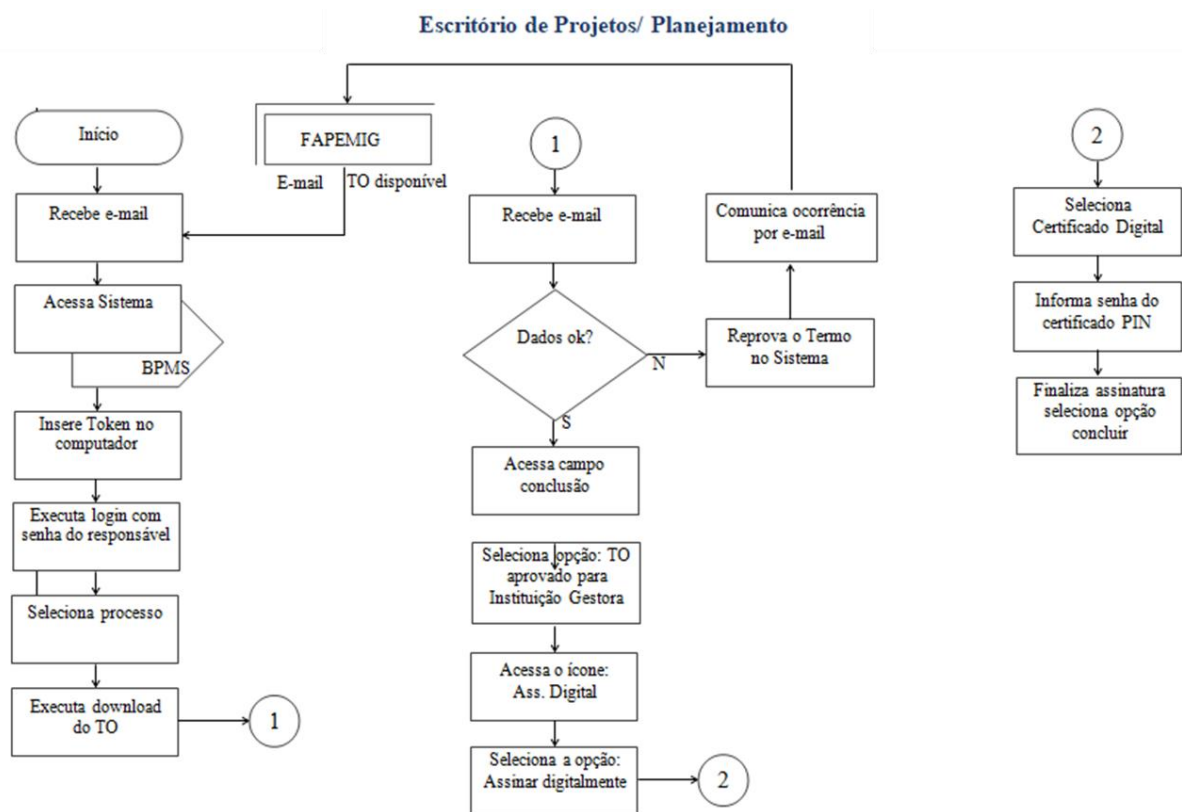 Escritório de Projetos/ Planejamento
Início
FAPEMIG
E-mail
TO disponível
Recebe e-mail
Acessa Sistema
BPMS
Insere Token no
computador
Executa login com
senha do responsável
Seleciona processo
Executa download
do TO
1
1
Recebe e-mail
Dados ok?
N
S
Reprova o Termo
no Sistema
Comunica ocorrência
por e-mail
Acessa campo
conclusão
Seleciona opção: TO
aprovado para
Instituição Gestora
Acessa o ícone:
Ass. Digital
Seleciona a opção:
Assinar digitalmente
2
2
Seleciona
Certificado Digital
Informa senha do
certificado PIN
Finaliza assinatura
seleciona opção
concluir